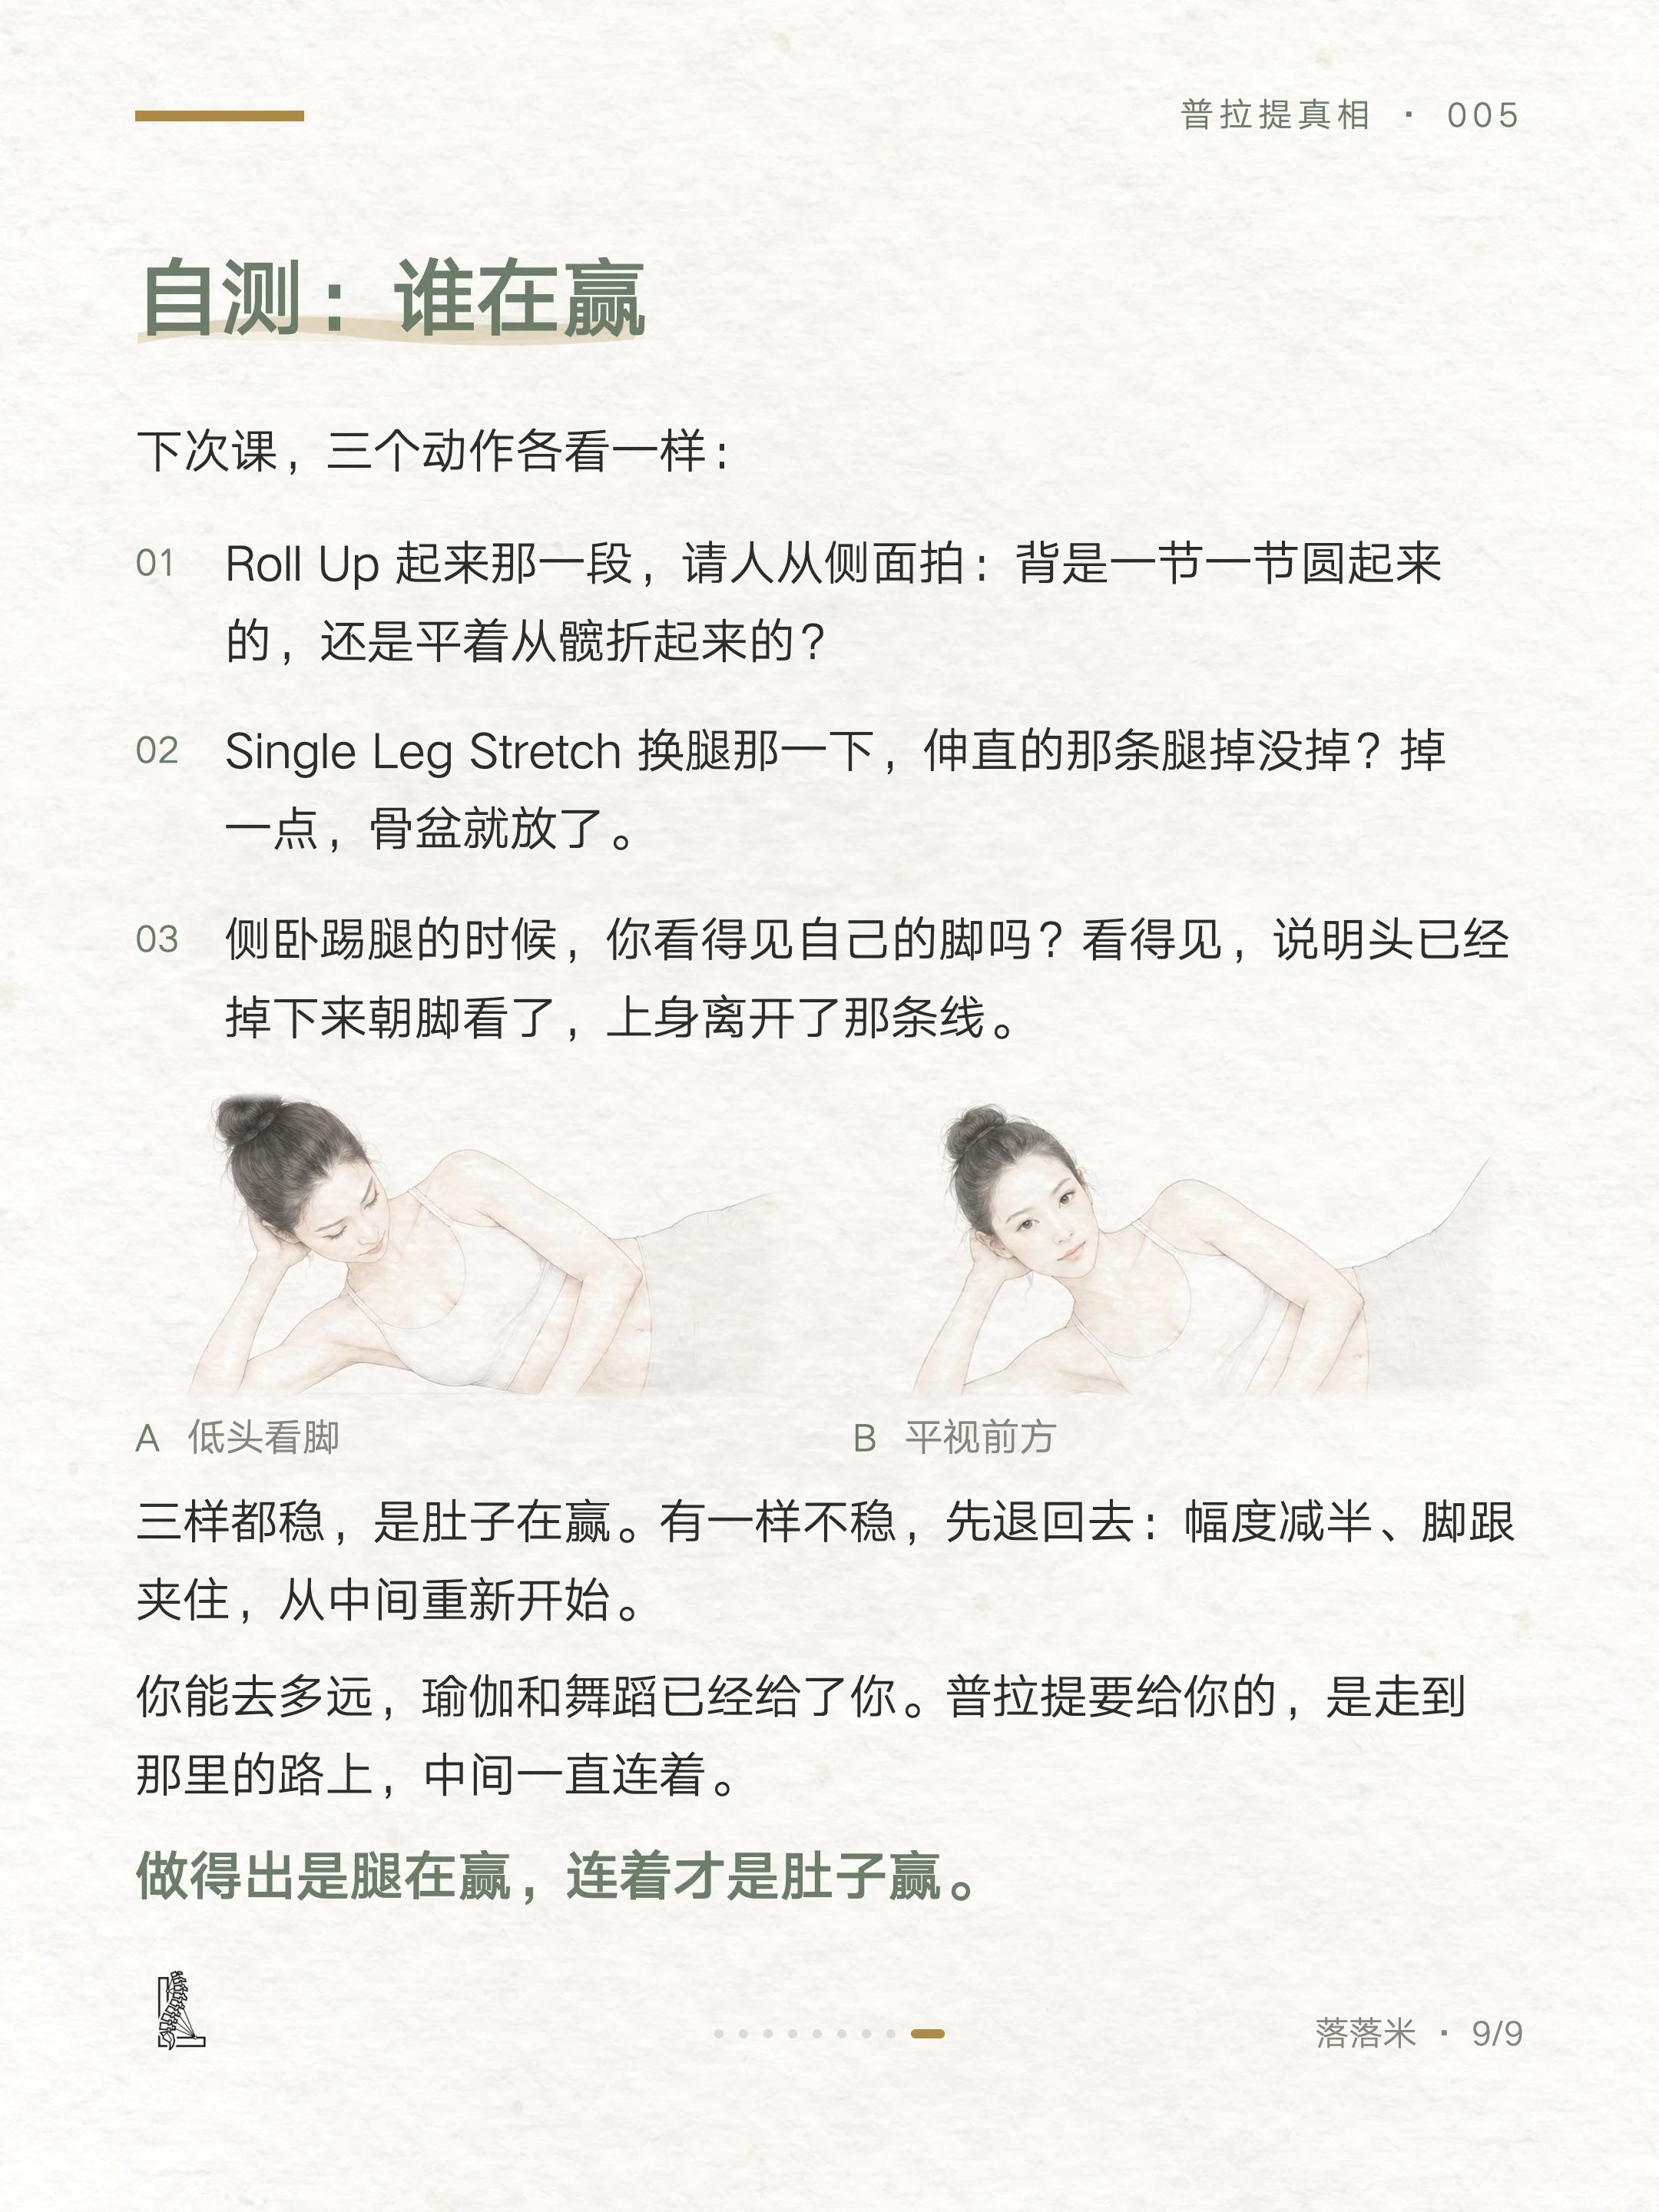 普拉提真相 · 005
自测：谁在赢
下次课，三个动作各看一样：
01 Roll Up 起来那一段，请人从侧面拍：背是一节一节圆起来
的，还是平着从髋折起来的？
02 Single Leg Stretch 换腿那一下，伸直的那条腿掉没掉？掉
一点，骨盆就放了。
03 侧卧踢腿的时候，你看得见自己的脚吗？看得见，说明头已经
掉下来朝脚看了，上身离开了那条线。
A 低头看脚
B 平视前方
三样都稳，是肚子在赢。有一样不稳，先退回去：幅度减半、脚跟
夹住，从中间重新开始。
你能去多远，瑜伽和舞蹈已经给了你。普拉提要给你的，是走到
那里的路上，中间一直连着。
做得出是腿在赢，连着才是肚子赢。
落落米 · 9/9